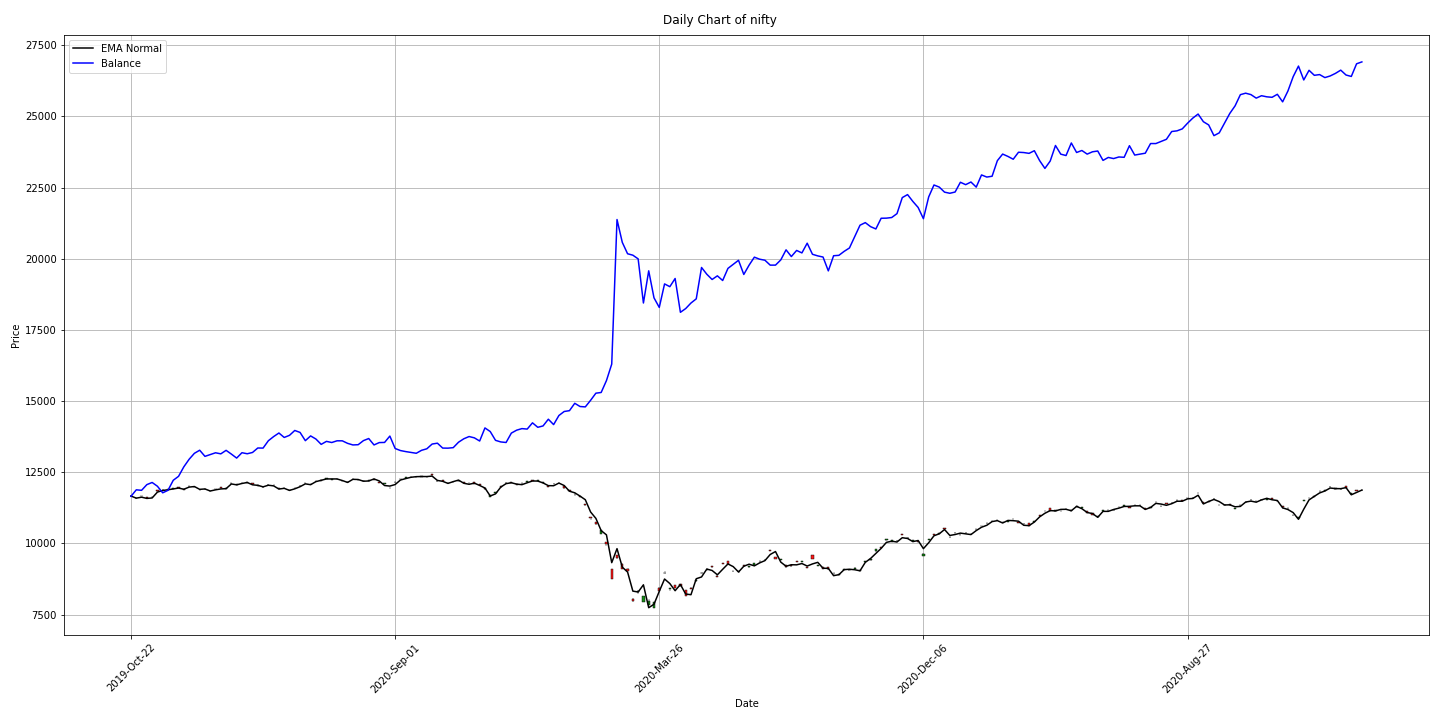 Daily Chart of nifty
EMA Normal
Balance
27500
25000
22500
20000
17500
15000
12500
10000
7500
Price
2019-Oct-22
2020-Sep-01
2020-Mar-26
2020-Dec-06
2020-Aug-27
Date